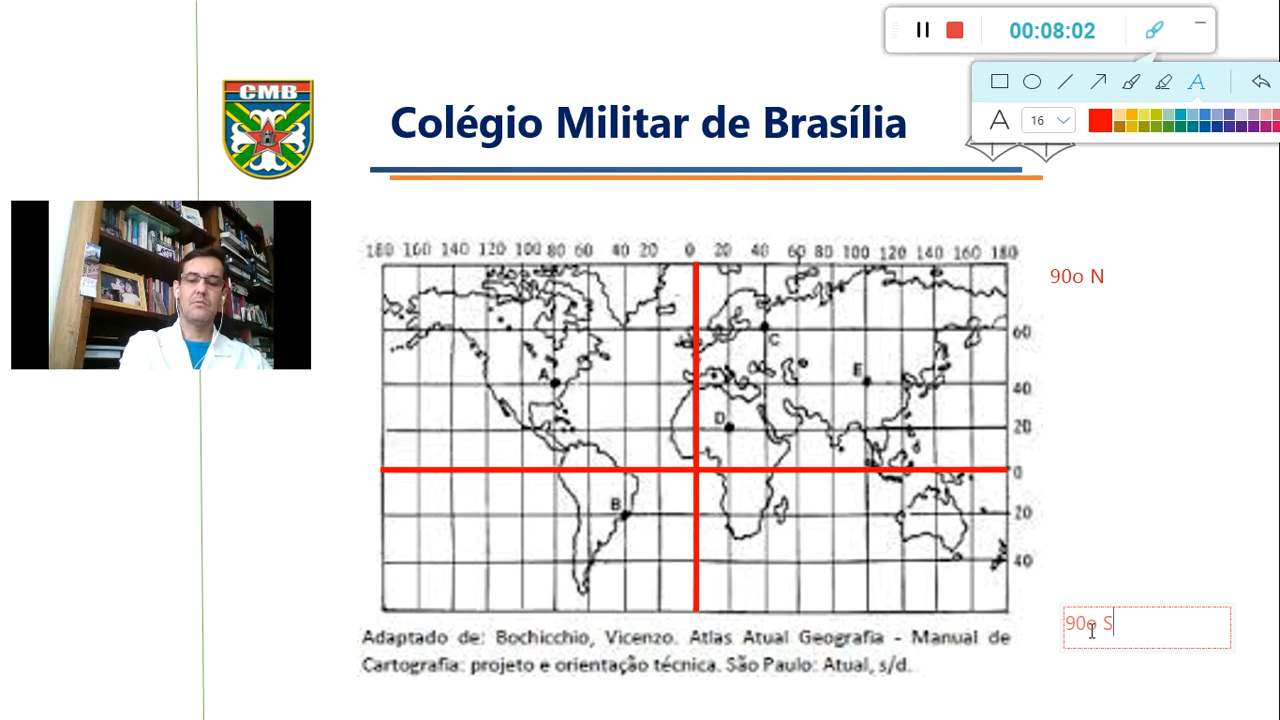 00:08:02
A 16
CMB
Colégio Militar de Brasília
180 160 140 120 100 80 60 40 20 0 20 40 60 80 100 120 140 160 180
90o N
60
C
A
E
40
D
20
0
B
20
40
90o S
Adaptado de: Bochicchio, Vicenzo. Atlas Atual Geografia - Manual de
Cartografia: projeto e orientação técnica. São Paulo: Atual, s/d.